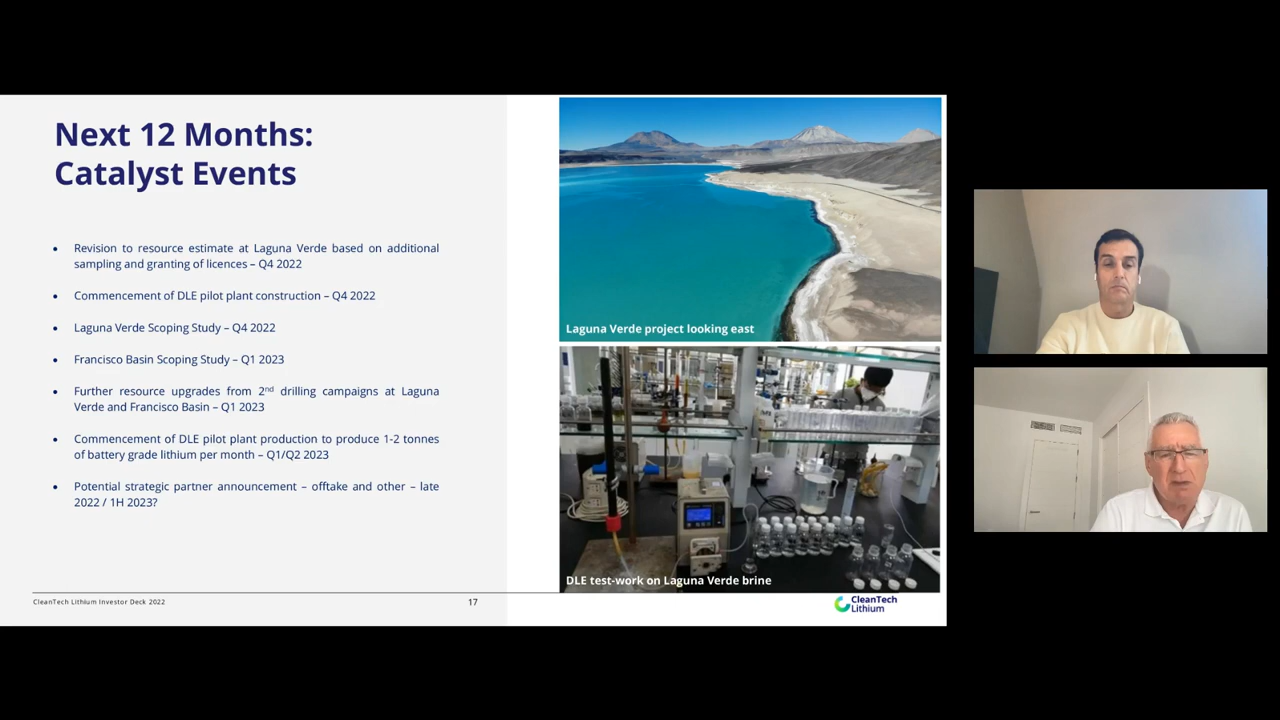 Next 12 Months:
Catalyst Events
• Revision to resource estimate at Laguna Verde based on additional
sampling and granting of licences – Q4 2022
• Commencement of DLE pilot plant construction – Q4 2022
• Laguna Verde Scoping Study – Q4 2022
• Francisco Basin Scoping Study – Q1 2023
• Further resource upgrades from 2nd drilling campaigns at Laguna
Verde and Francisco Basin – Q1 2023
• Commencement of DLE pilot plant production to produce 1-2 tonnes
of battery grade lithium per month – Q1/Q2 2023
• Potential strategic partner announcement – offtake and other – late
2022 / 1H 2023?
Laguna Verde project looking east
DLE test-work on Laguna Verde brine
CleanTech Lithium Investor Deck 2022
17
CleanTech
Lithium